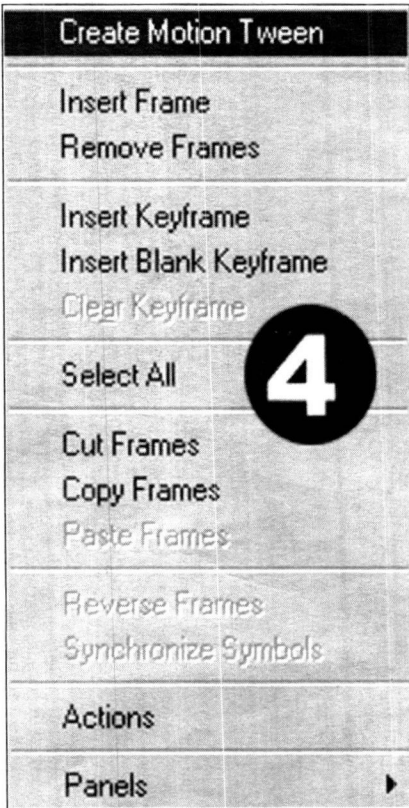 Create Motion Tween
Insert Frame
Remove Frames
Insert Keyframe
Insert Blank Keyframe
Clear Keyframe
4
Select All
Cut Frames
Copy Frames
Paste Frames
Reverse Frames
Synchronize Symbols
Actions
Panels